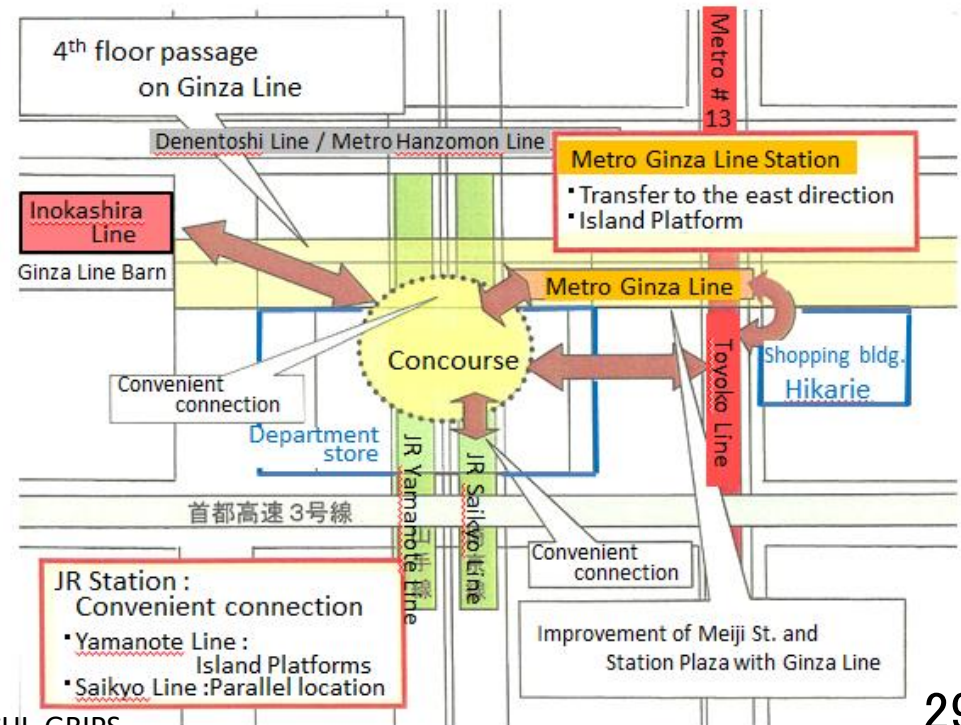 4th floor passage
on Ginza Line
Metro # 13
Denentoshi Line / Metro Hanzomon Line
Metro Ginza Line Station
▪Transfer to the east direction
▪Island Platform
Inokashira
Line
Ginza Line Barn
Metro Ginza Line
Concourse
Convenient
connection
Department
store
Toyoko Line
Shopping bldg.
Hikarie
JR Yamanote Line
JR Saikyo Line
首都高速3号線
Convenient
connection
JR Station :
Convenient connection
▪Yamanote Line :
Island Platforms
▪Saikyo Line :Parallel location
Improvement of Meiji St. and
Station Plaza with Ginza Line
29